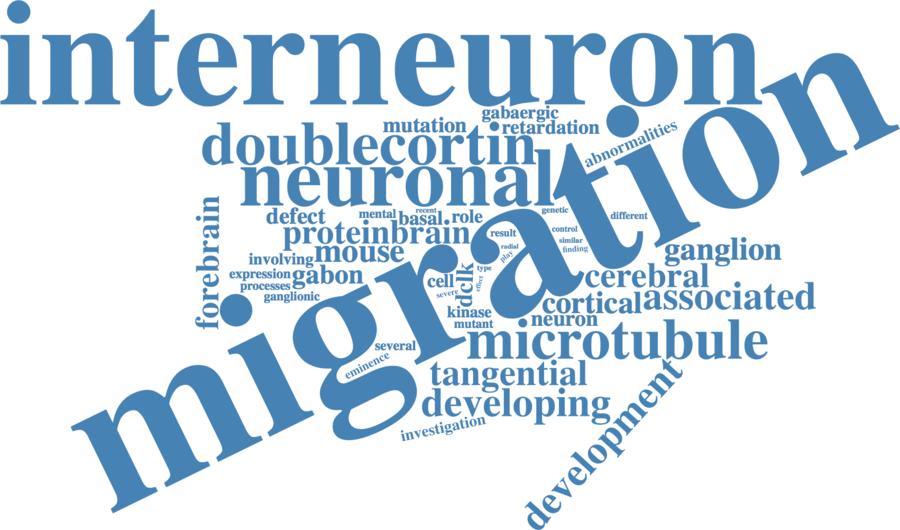 interneuron
migration
gabaergic
mutation
retardation
abnormalities
doublecortin
neuronal
forebrain
defect
mental
recent
basal
role
genetic
different
proteinbrain
result
control
similar
finding
radial
play
involving
mouse
ganglion
expression
gabon
cell
dclk
type
effect
cerebral
processes
severe
ganglionic
cortical
associated
kinase
neuron
mutant
microtubule
several
eminence
tangential
developing
investigation
development